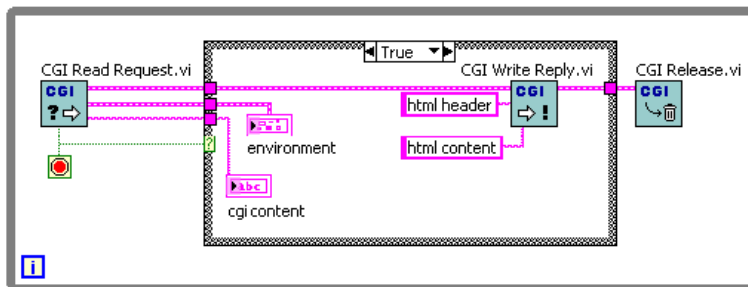 True
CGI Read Request.vi
CGI Write Reply.vi
CGI Release.vi
CGI
?
CGI
!
CGI
html header
environment
?
html content
abc
cgi content
i